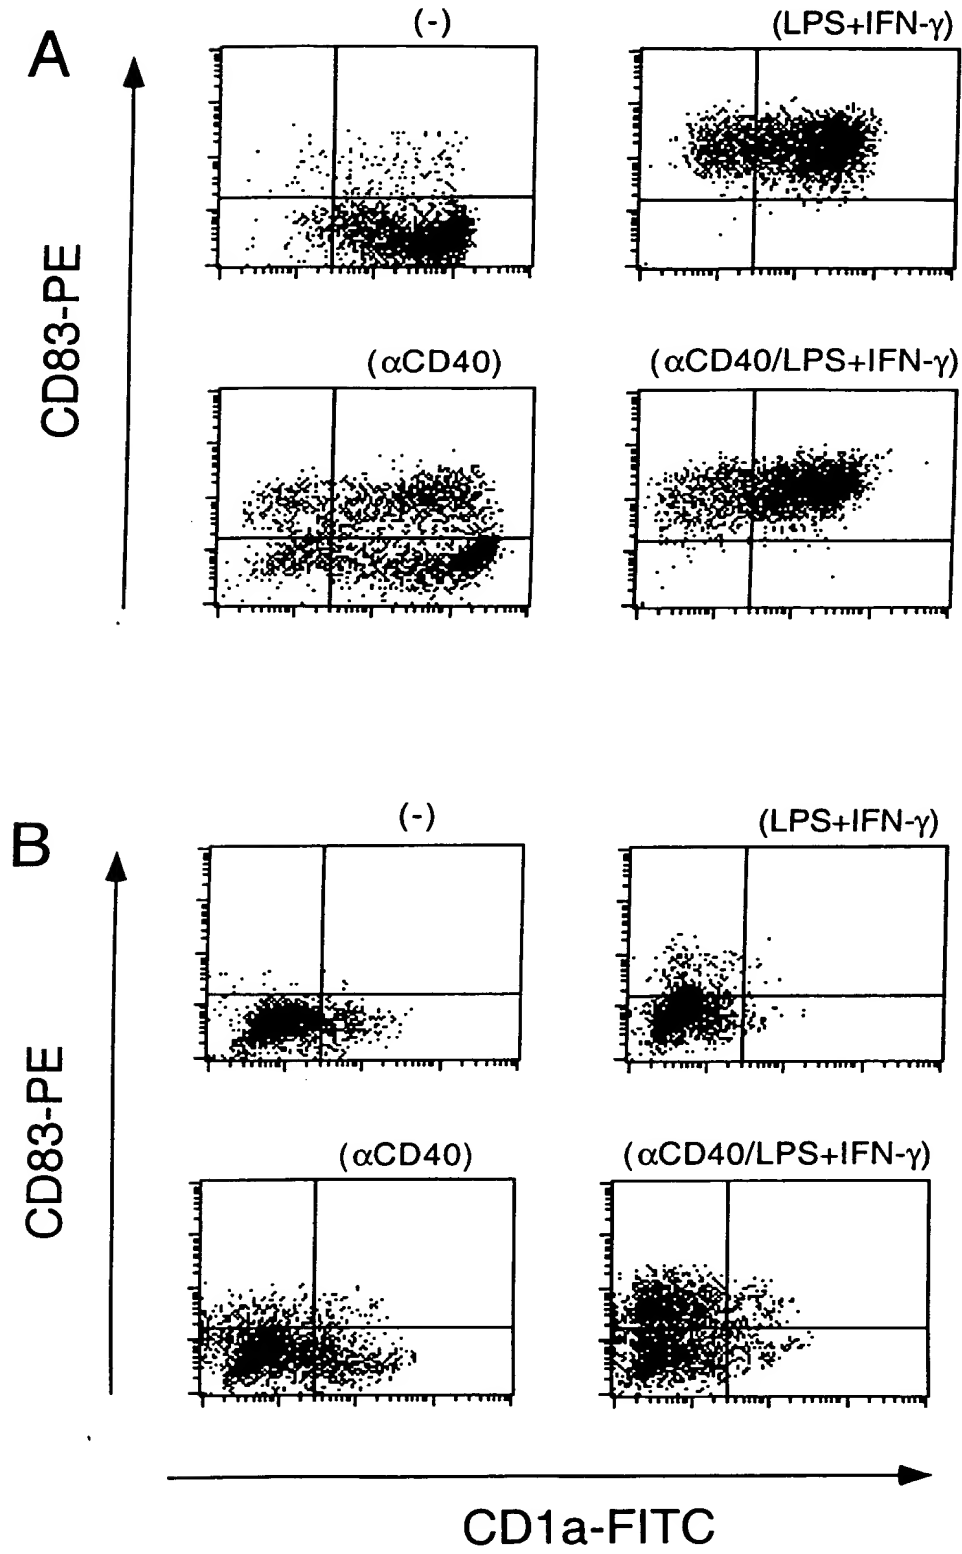 A
(-)
(LPS+IFN-γ)
CD83-PE
(αCD40)
(αCD40/LPS+IFN-γ)
B
(-)
(LPS+IFN-γ)
CD83-PE
(αCD40)
(αCD40/LPS+IFN-γ)
CD1a-FITC